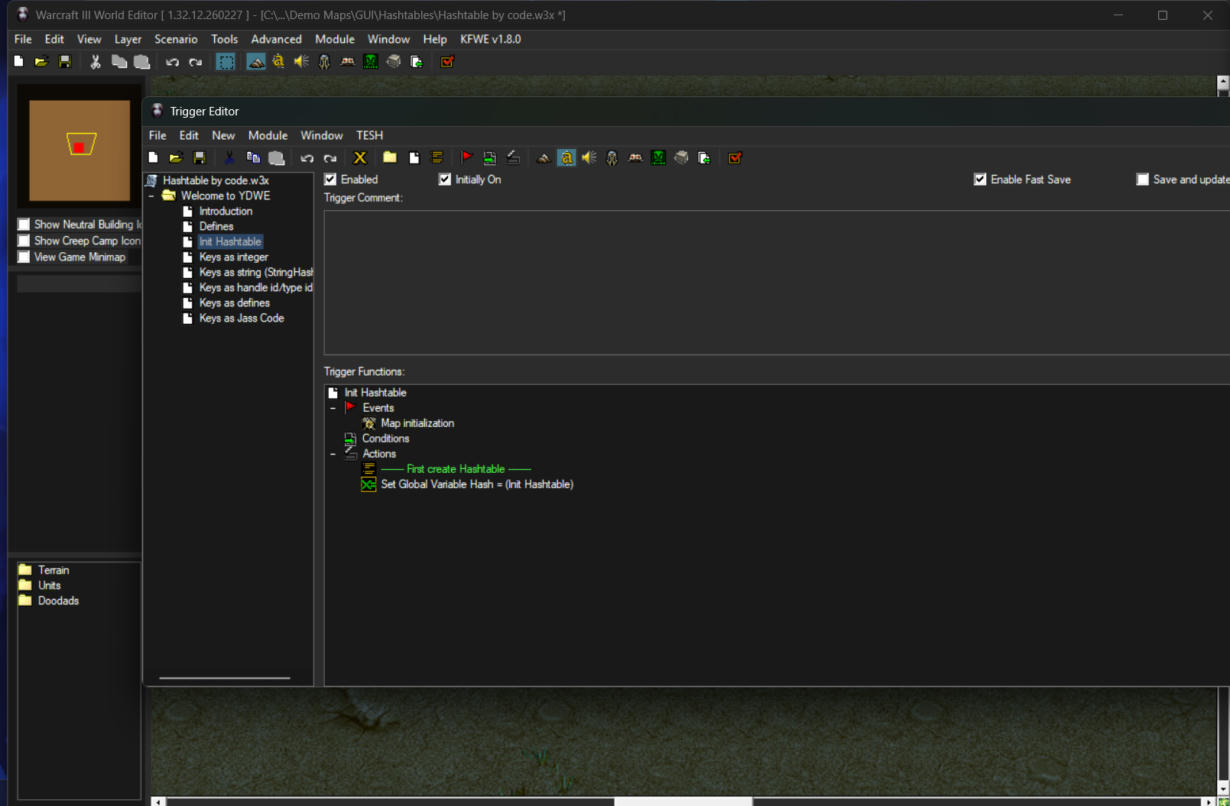 Warcraft III World Editor [ 1.32.12.260227 ] - [C:\...\Demo Maps\GUI\Hashtables\Hashtable by code.w3x *]
File Edit View Layer Scenario Tools Advanced Module Window Help KFWE v1.8.0
Trigger Editor
File Edit New Module Window TESH
Hashtable by code.w3x
Welcome to YDWE
Introduction
Defines
Init Hashtable
Keys as integer
Keys as string (StringHash
Keys as handle id/type id
Keys as defines
Keys as Jass Code
Enabled Initially On Enable Fast Save Save and update
Trigger Comment:
Show Neutral Building Ic
Show Creep Camp Icon
View Game Minimap
Trigger Functions:
Init Hashtable
Events
Map initialization
Conditions
Actions
------- First create Hashtable -------
Set Global Variable Hash = (Init Hashtable)
Terrain
Units
Doodads